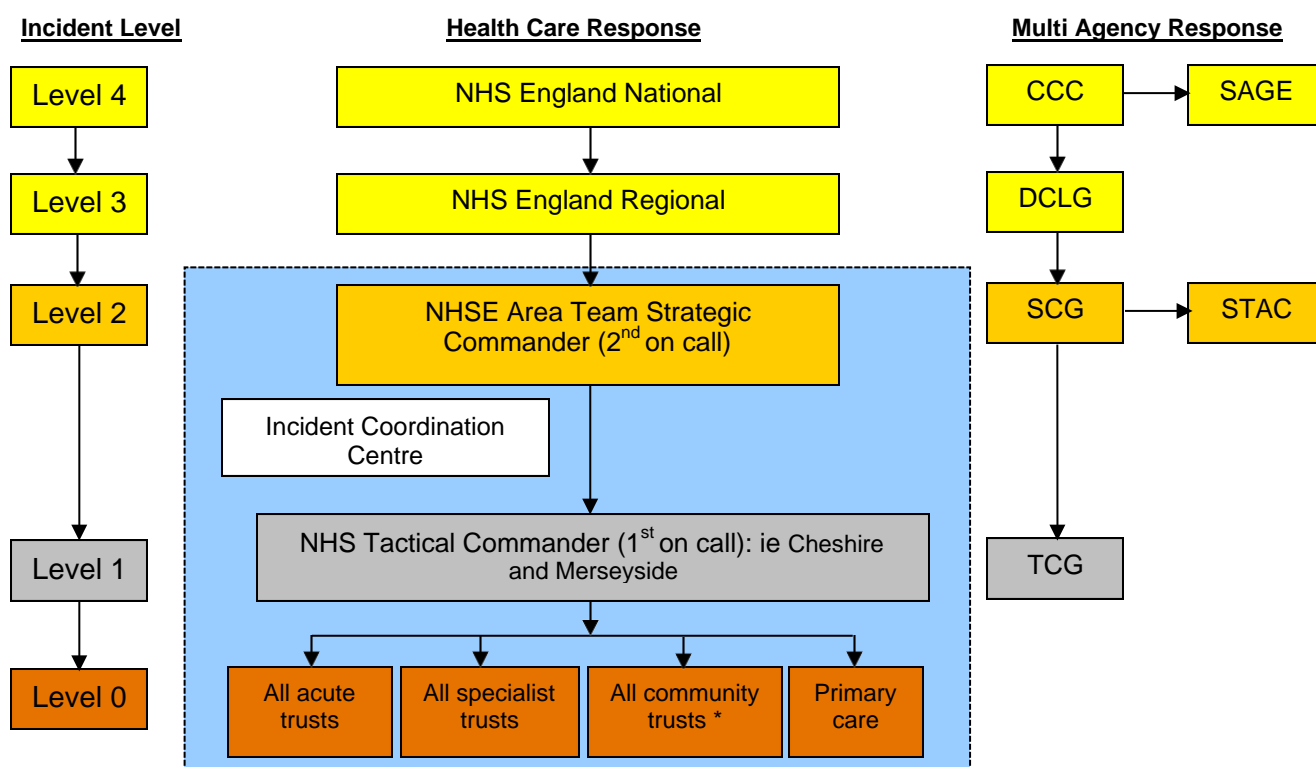 Incident Level
Health Care Response
Multi Agency Response
Level 4
NHS England National
CCC
SAGE
Level 3
NHS England Regional
DCLG
Level 2
NHSE Area Team Strategic
Commander (2nd on call)
SCG
STAC
Incident Coordination
Centre
Level 1
NHS Tactical Commander (1st on call): ie Cheshire
and Merseyside
TCG
Level 0
All acute
trusts
All specialist
trusts
All community
trusts *
Primary
care